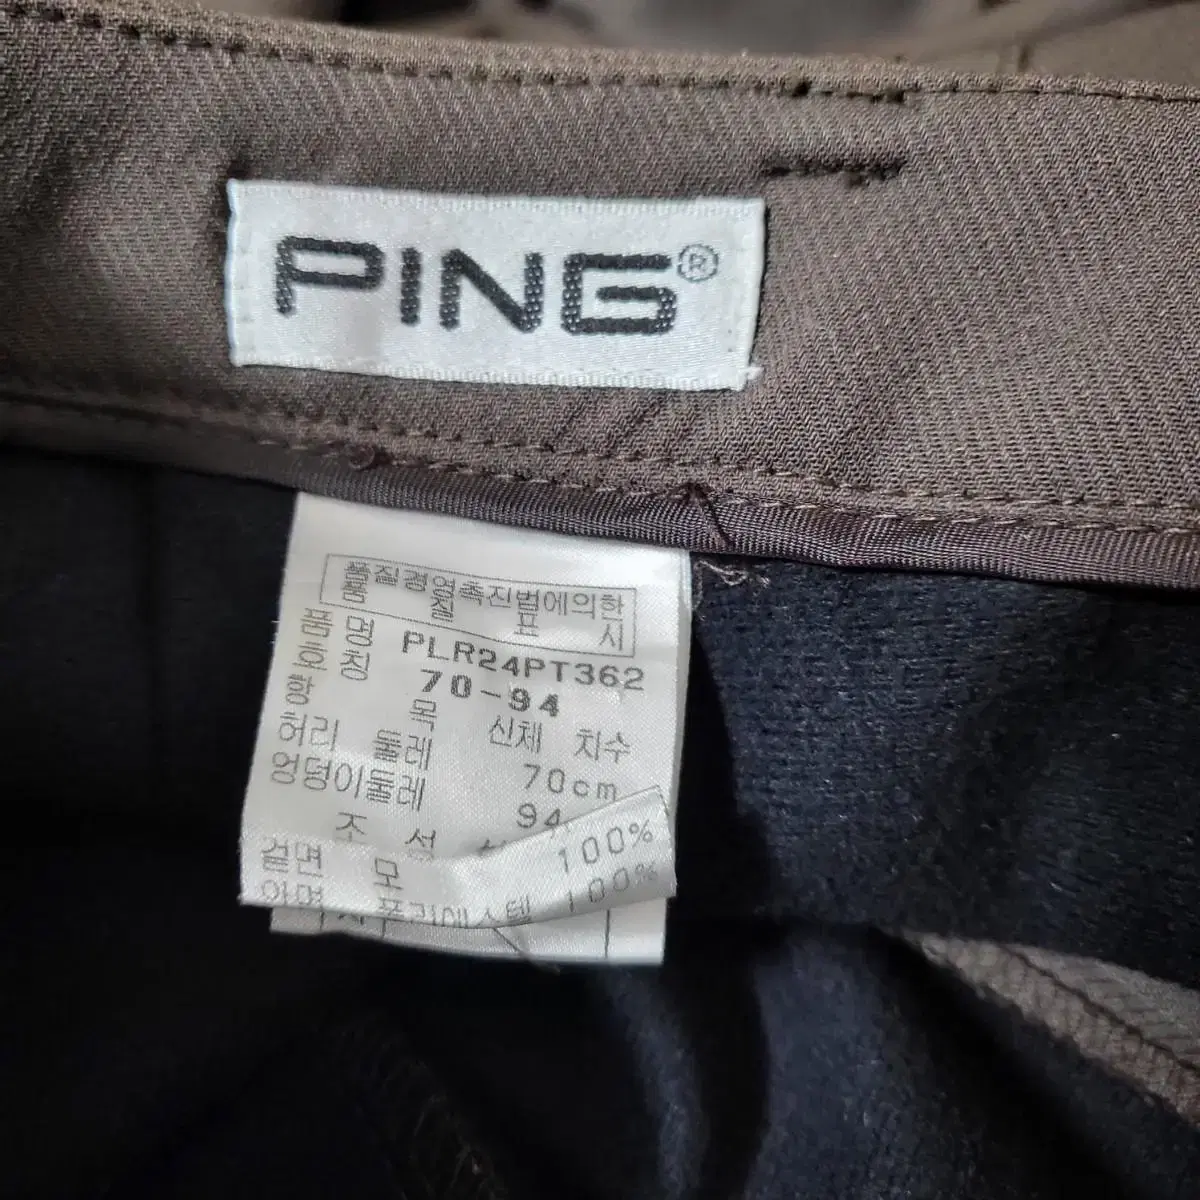 PING®
품질경영촉진법에의한
표시
품명 PLR24PT362
호칭 70-94
항목 신체 치수
허리 둘레 70cm
엉덩이둘레 94
조 성
겉면 모 100%
안면 폴리에스텔 100%